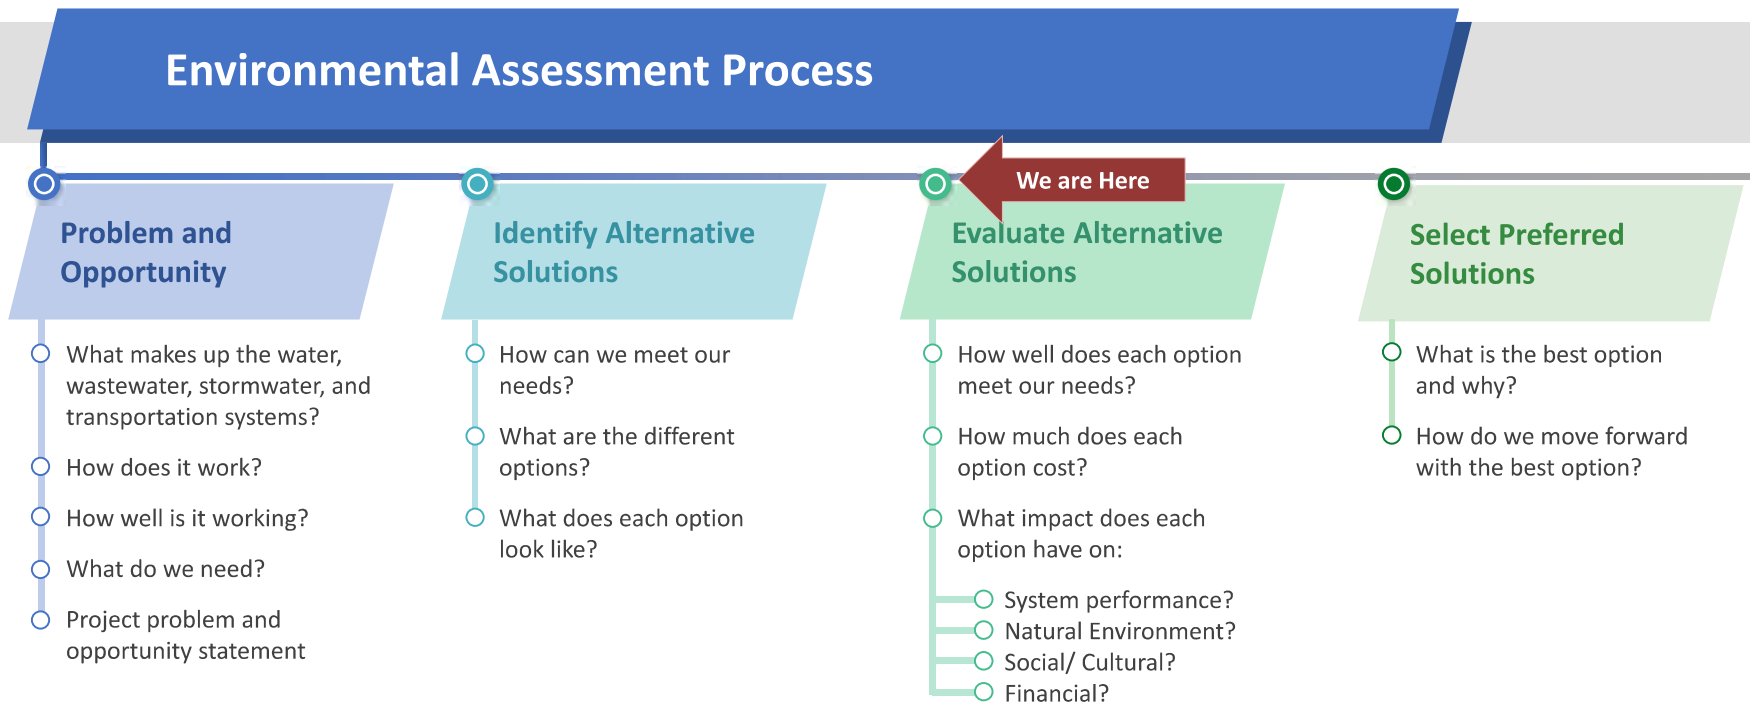 Environmental Assessment Process
We are Here
Problem and
Opportunity
What makes up the water,
wastewater, stormwater, and
transportation systems?
How does it work?
How well is it working?
What do we need?
Project problem and
opportunity statement
Identify Alternative
Solutions
How can we meet our
needs?
What are the different
options?
What does each option
look like?
Evaluate Alternative
Solutions
How well does each option
meet our needs?
How much does each
option cost?
What impact does each
option have on:
System performance?
Natural Environment?
Social/ Cultural?
Financial?
Select Preferred
Solutions
What is the best option
and why?
How do we move forward
with the best option?